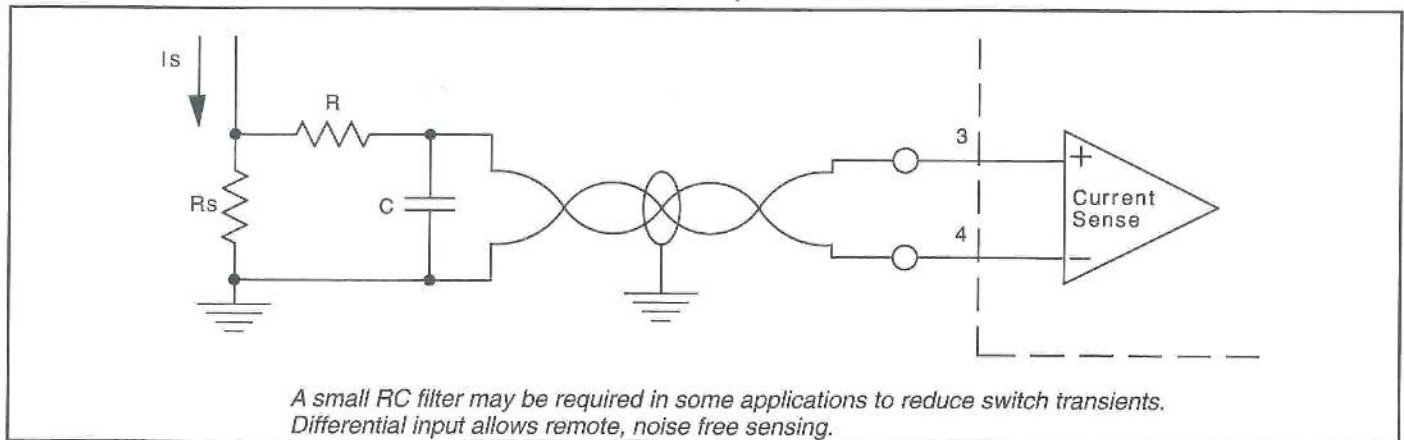 Is
R
3
+
Rs
C
Current
Sense
4
−
A small RC filter may be required in some applications to reduce switch transients.
Differential input allows remote, noise free sensing.